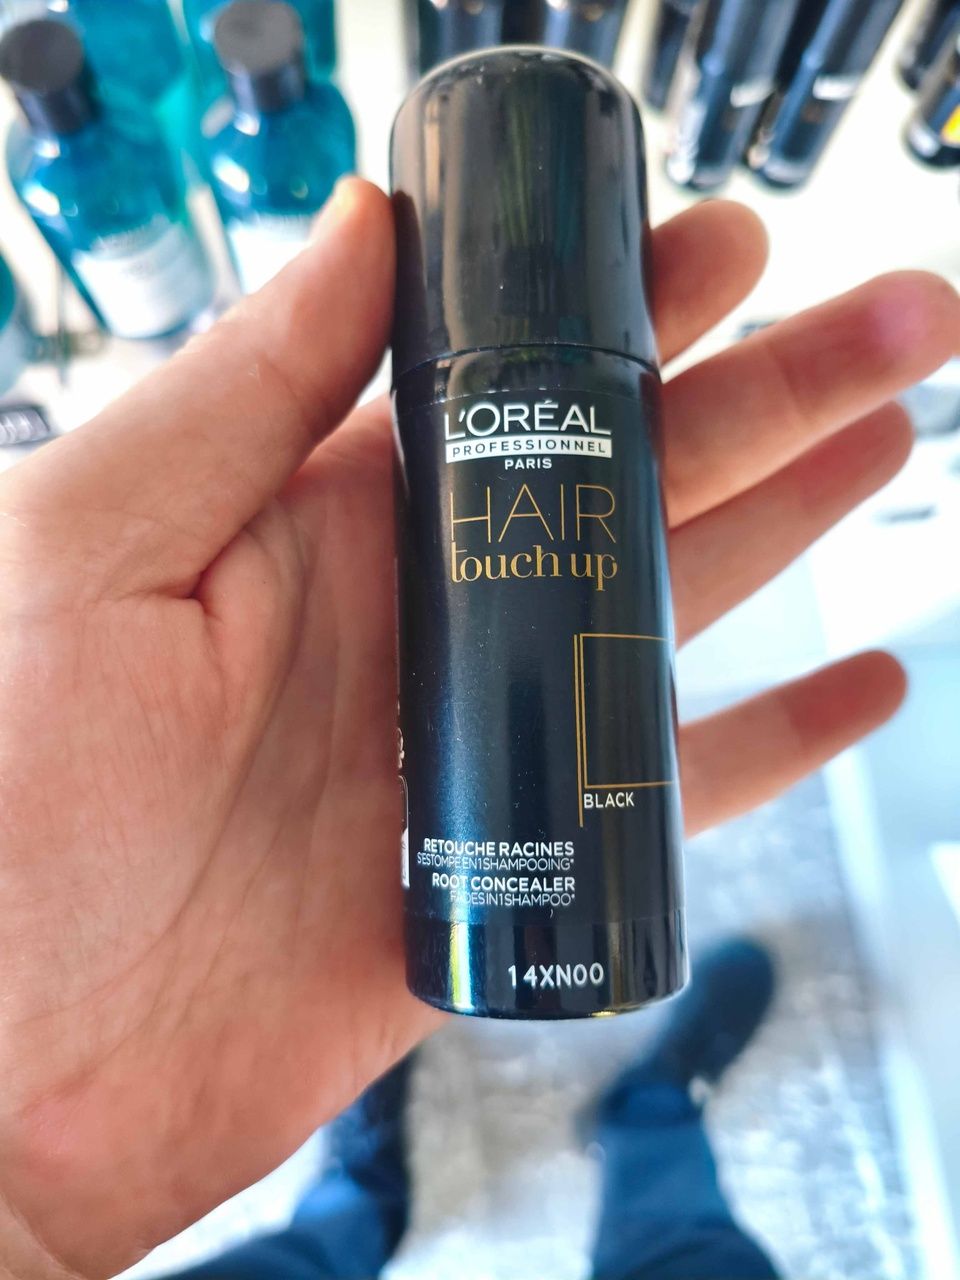 L'ORÉAL
PROFESSIONNEL
PARIS
HAIR
touch up
BLACK
RETOUCHE RACINES
S'ESTOMPE EN 1 SHAMPOOING*
ROOT CONCEALER
FADES IN 1 SHAMPOO*
14XN00